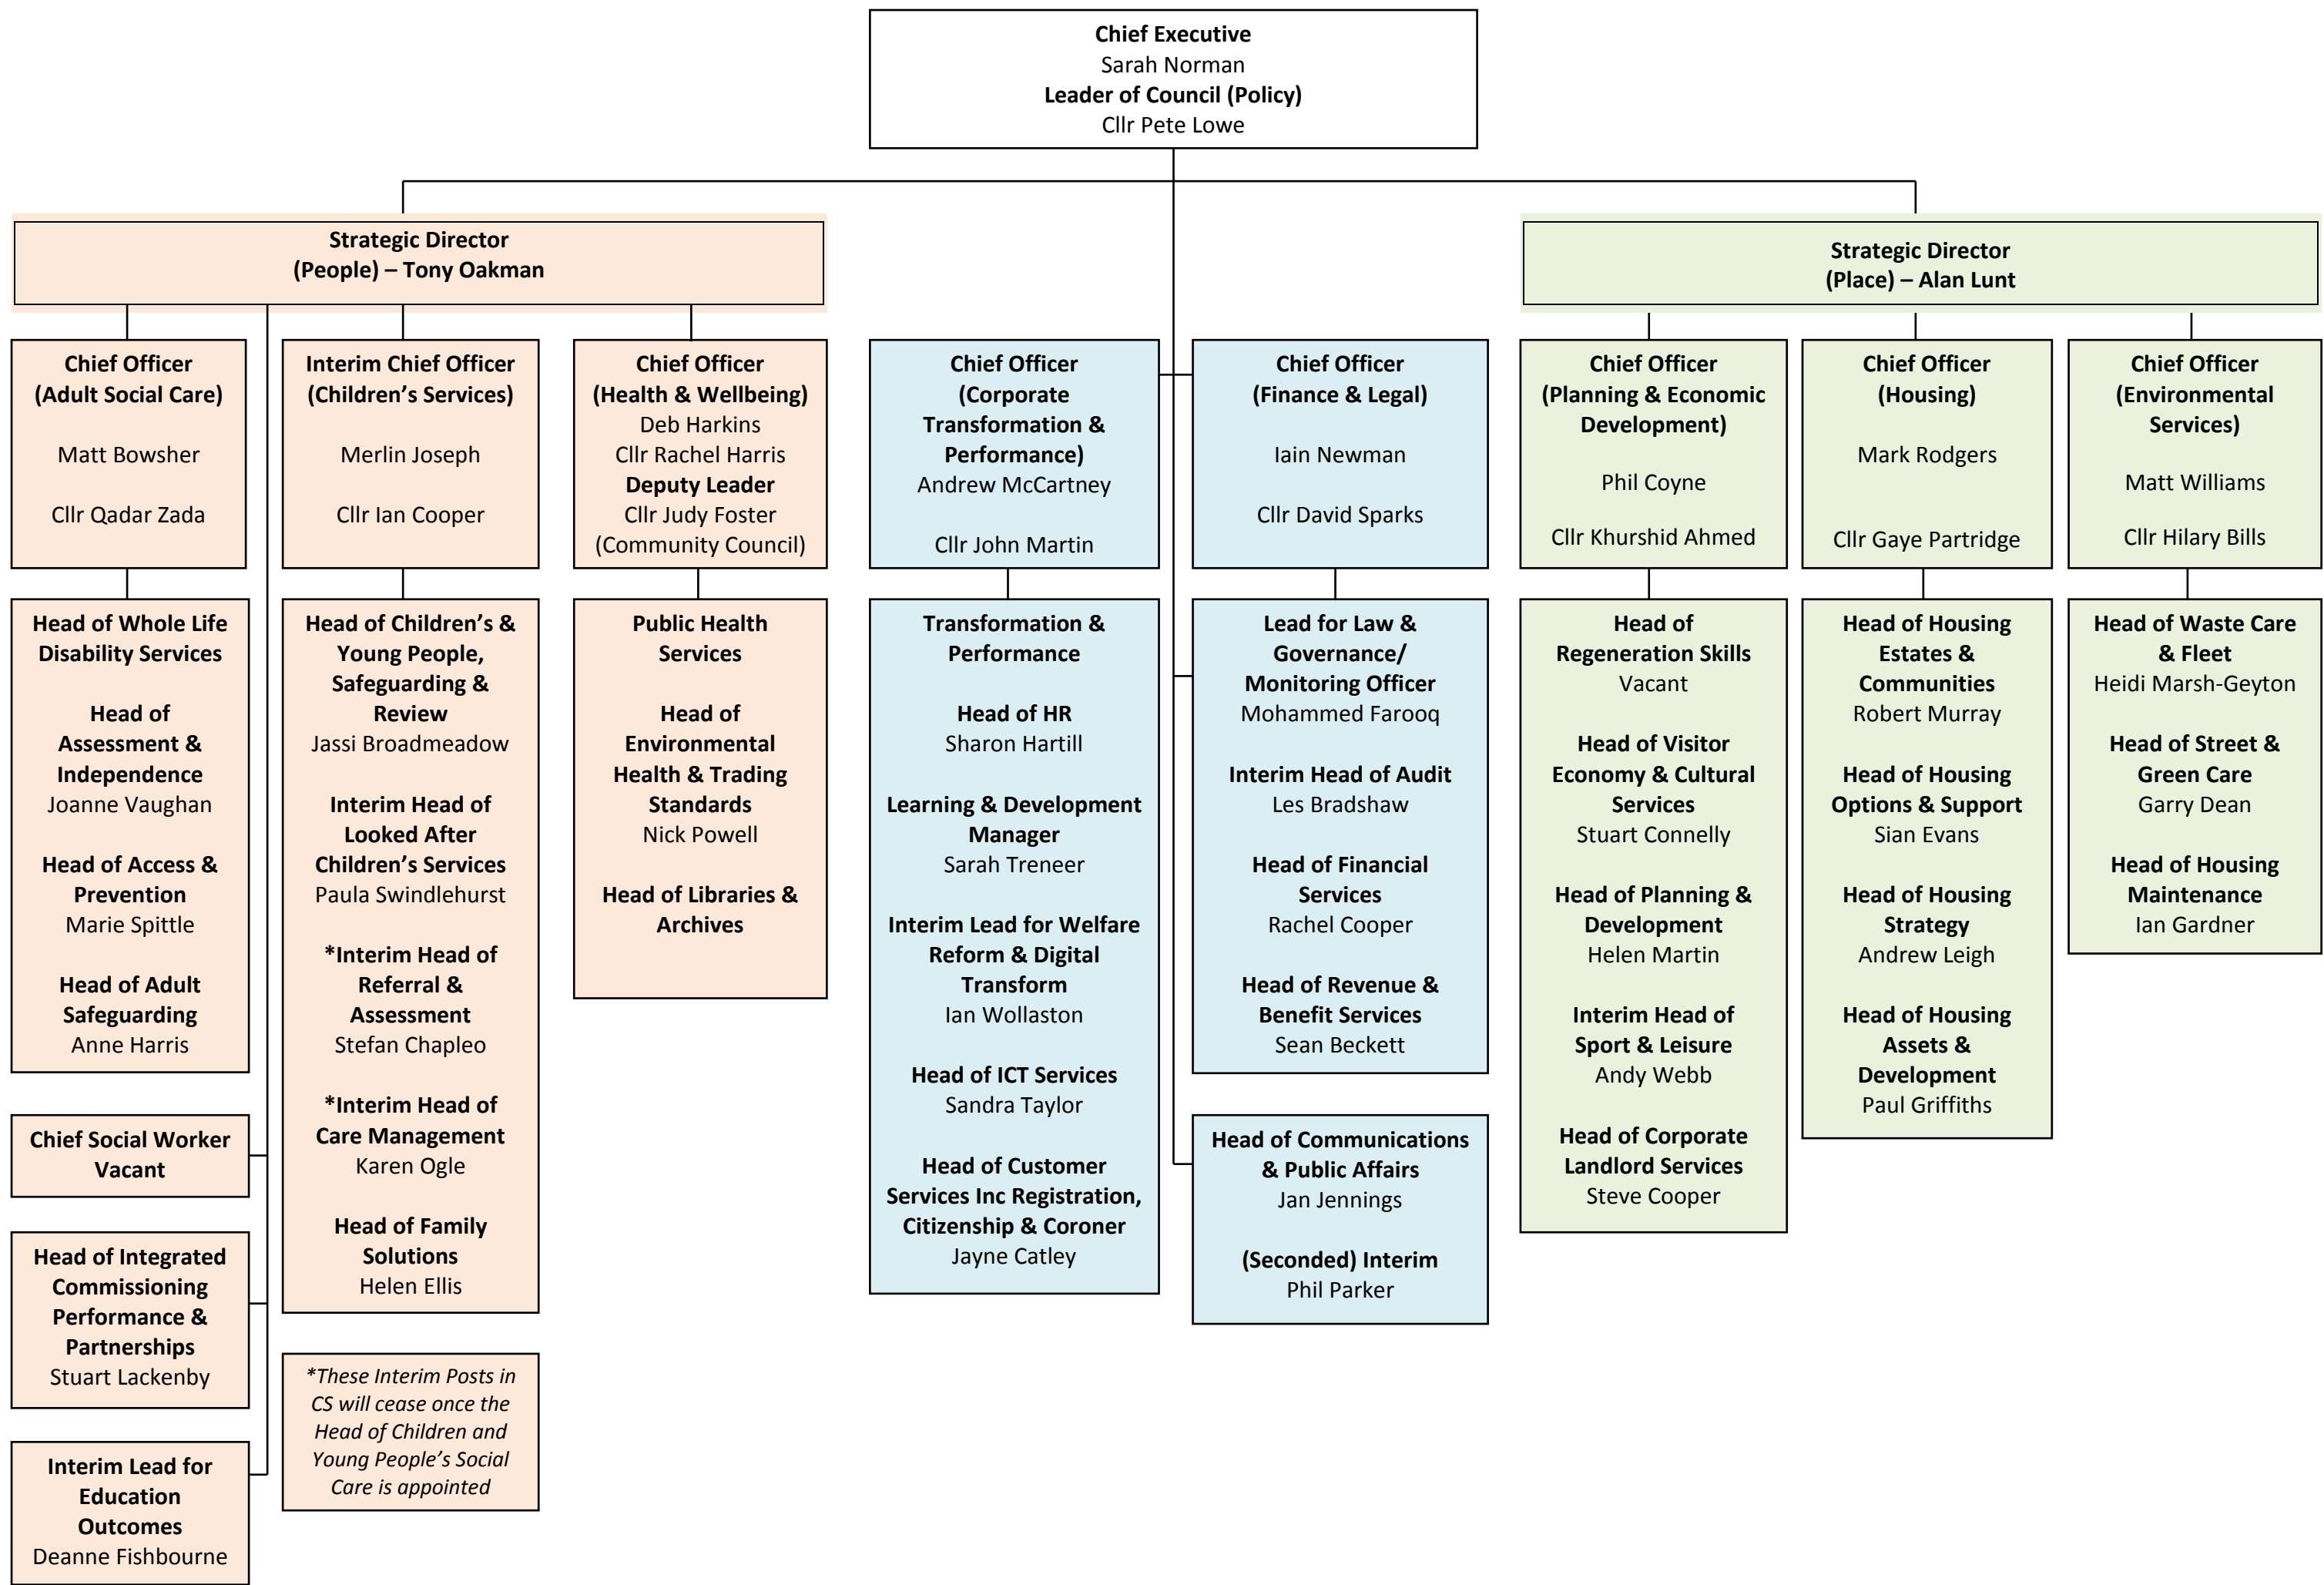 Chief Executive
Sarah Norman
Leader of Council (Policy)
Cllr Pete Lowe
Strategic Director
(People) – Tony Oakman
Strategic Director
(Place) – Alan Lunt
Chief Officer
(Adult Social Care)
Matt Bowsher
Cllr Qadar Zada
Interim Chief Officer
(Children’s Services)
Merlin Joseph
Cllr Ian Cooper
Chief Officer
(Health & Wellbeing)
Deb Harkins
Cllr Rachel Harris
Deputy Leader
Cllr Judy Foster
(Community Council)
Chief Officer
(Corporate
Transformation &
Performance)
Andrew McCartney
Cllr John Martin
Chief Officer
(Finance & Legal)
Iain Newman
Cllr David Sparks
Chief Officer
(Planning & Economic
Development)
Phil Coyne
Cllr Khurshid Ahmed
Chief Officer
(Housing)
Mark Rodgers
Cllr Gaye Partridge
Chief Officer
(Environmental
Services)
Matt Williams
Cllr Hilary Bills
Head of Whole Life
Disability Services
Head of
Assessment &
Independence
Joanne Vaughan
Head of Access &
Prevention
Marie Spittle
Head of Adult
Safeguarding
Anne Harris
Head of Children’s &
Young People,
Safeguarding &
Review
Jassi Broadmeadow
Interim Head of
Looked After
Children’s Services
Paula Swindlehurst
*Interim Head of
Referral &
Assessment
Stefan Chapleo
*Interim Head of
Care Management
Karen Ogle
Head of Family
Solutions
Helen Ellis
Public Health
Services
Head of
Environmental
Health & Trading
Standards
Nick Powell
Head of Libraries &
Archives
Transformation &
Performance
Head of HR
Sharon Hartill
Learning & Development
Manager
Sarah Treneer
Interim Lead for Welfare
Reform & Digital
Transform
Ian Wollaston
Head of ICT Services
Sandra Taylor
Head of Customer
Services Inc Registration,
Citizenship & Coroner
Jayne Catley
Lead for Law &
Governance/
Monitoring Officer
Mohammed Farooq
Interim Head of Audit
Les Bradshaw
Head of Financial
Services
Rachel Cooper
Head of Revenue &
Benefit Services
Sean Beckett
Head of Regeneration Skills
Vacant
Head of Visitor
Economy & Cultural
Services
Stuart Connelly
Head of Planning &
Development
Helen Martin
Interim Head of
Sport & Leisure
Andy Webb
Head of Corporate
Landlord Services
Steve Cooper
Head of Housing
Estates &
Communities
Robert Murray
Head of Housing
Options & Support
Sian Evans
Head of Housing
Strategy
Andrew Leigh
Head of Housing
Assets &
Development
Paul Griffiths
Head of Waste Care
& Fleet
Heidi Marsh-Geyton
Head of Street &
Green Care
Garry Dean
Head of Housing
Maintenance
Ian Gardner
Chief Social Worker
Vacant
Head of Integrated
Commissioning
Performance &
Partnerships
Stuart Lackenby
Interim Lead for
Education
Outcomes
Deanne Fishbourne
*These Interim Posts in
CS will cease once the
Head of Children and
Young People’s Social
Care is appointed
Head of Communications
& Public Affairs
Jan Jennings
(Seconded) Interim
Phil Parker